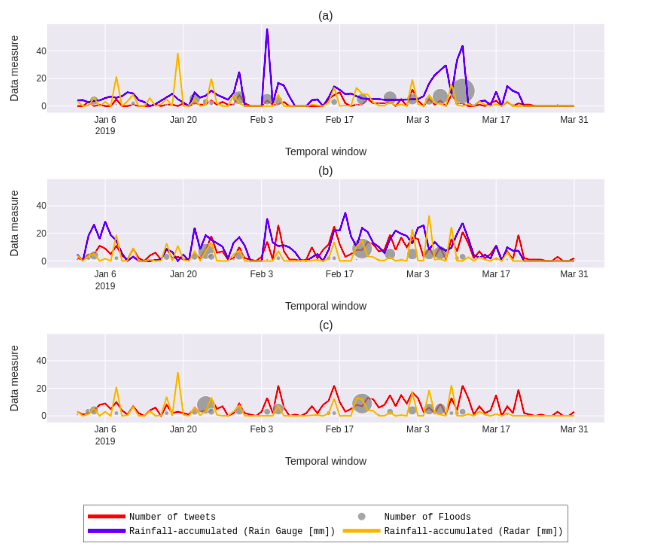 (a)
Data measure
40
20
0
Jan 6
2019
Jan 20
Feb 3
Feb 17
Mar 3
Mar 17
Mar 31
Temporal window
(b)
Data measure
40
20
0
Jan 6
2019
Jan 20
Feb 3
Feb 17
Mar 3
Mar 17
Mar 31
Temporal window
(c)
Data measure
40
20
0
Jan 6
2019
Jan 20
Feb 3
Feb 17
Mar 3
Mar 17
Mar 31
Temporal window
Number of tweets
Number of Floods
Rainfall-accumulated (Rain Gauge [mm])
Rainfall-accumulated (Radar [mm])